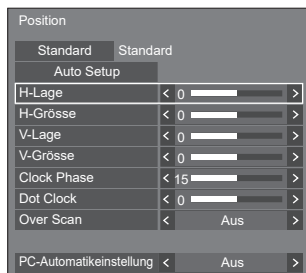 Position
Standard Standard
Auto Setup
H-Lage < 0 >
H-Grösse < 0 >
V-Lage < 0 >
V-Grösse < 0 >
Clock Phase < 15 >
Dot Clock < 0 >
Over Scan < Aus >
PC-Automatikeinstellung < Aus >